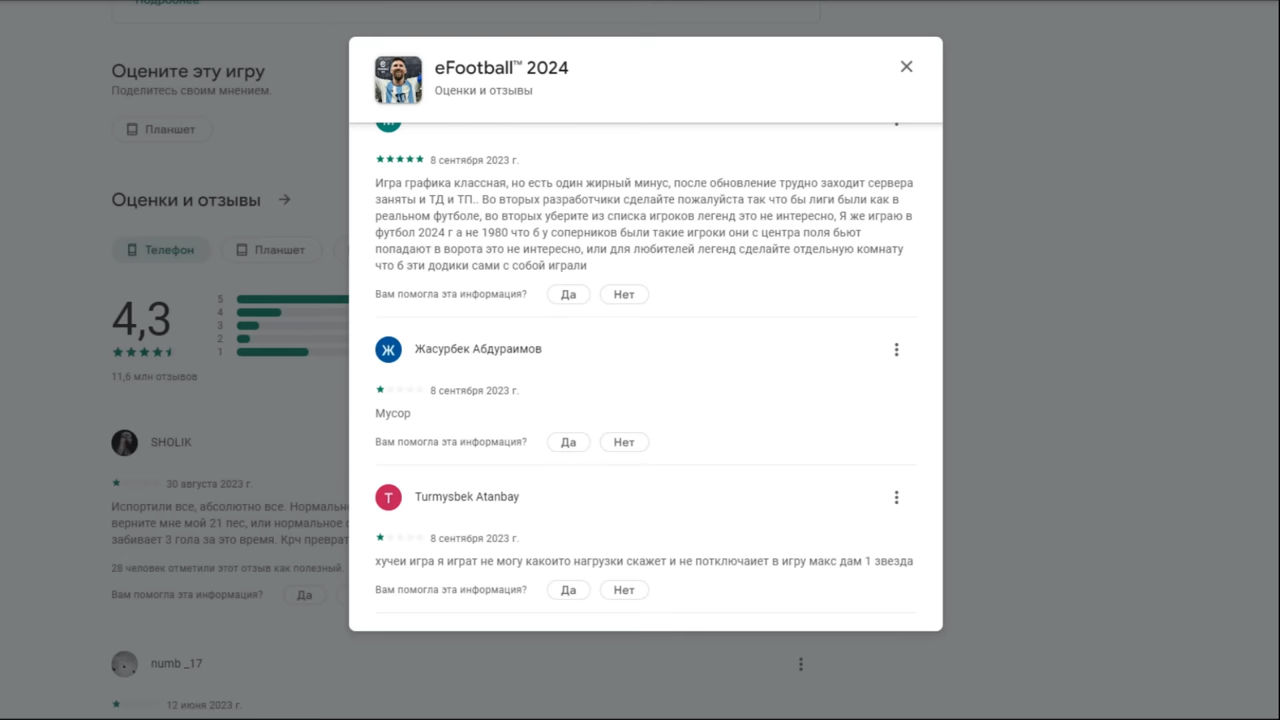 Подробнее
Оцените эту игру
Поделитесь своим мнением.
Планшет
Оценки и отзывы
Телефон
Планшет
4,3
5
4
3
2
1
11,6 млн отзывов
SHOLIK
30 августа 2023 г.
Испортили все, абсолютно все.
верните мне мой 21 пес, или нормальное
забивает 3 гола за это время. Крч
28 человек отметили этот отзыв как полезный.
Вам помогла эта информация?
Да
numb _17
12 июня 2023 г.
eFootball™ 2024
Оценки и отзывы
8 сентября 2023 г.
Игра графика классная, но есть один жирный минус, после обновление трудно заходит сервера
заняты и ТД и ТП.. Во вторых разработчики сделайте пожалуйста так что бы лиги были как в
реальном футболе, во вторых уберите из списка игроков легенд это не интересно, Я же играю в
футбол 2024 г а не 1980 что б у соперников были такие игроки они с центра поля бьют
попадают в ворота это не интересно, или для любителей легенд сделайте отдельную комнату
что б эти додики сами с собой играли
Вам помогла эта информация?
Да
Нет
Ж
Жасурбек Абдураимов
8 сентября 2023 г.
Мусор
Вам помогла эта информация?
Да
Нет
T
Turmysbek Atanbay
8 сентября 2023 г.
хучеи игра я играт не могу какоито нагрузки скажет и не потключаиет в игру макс дам 1 звезда
Вам помогла эта информация?
Да
Нет